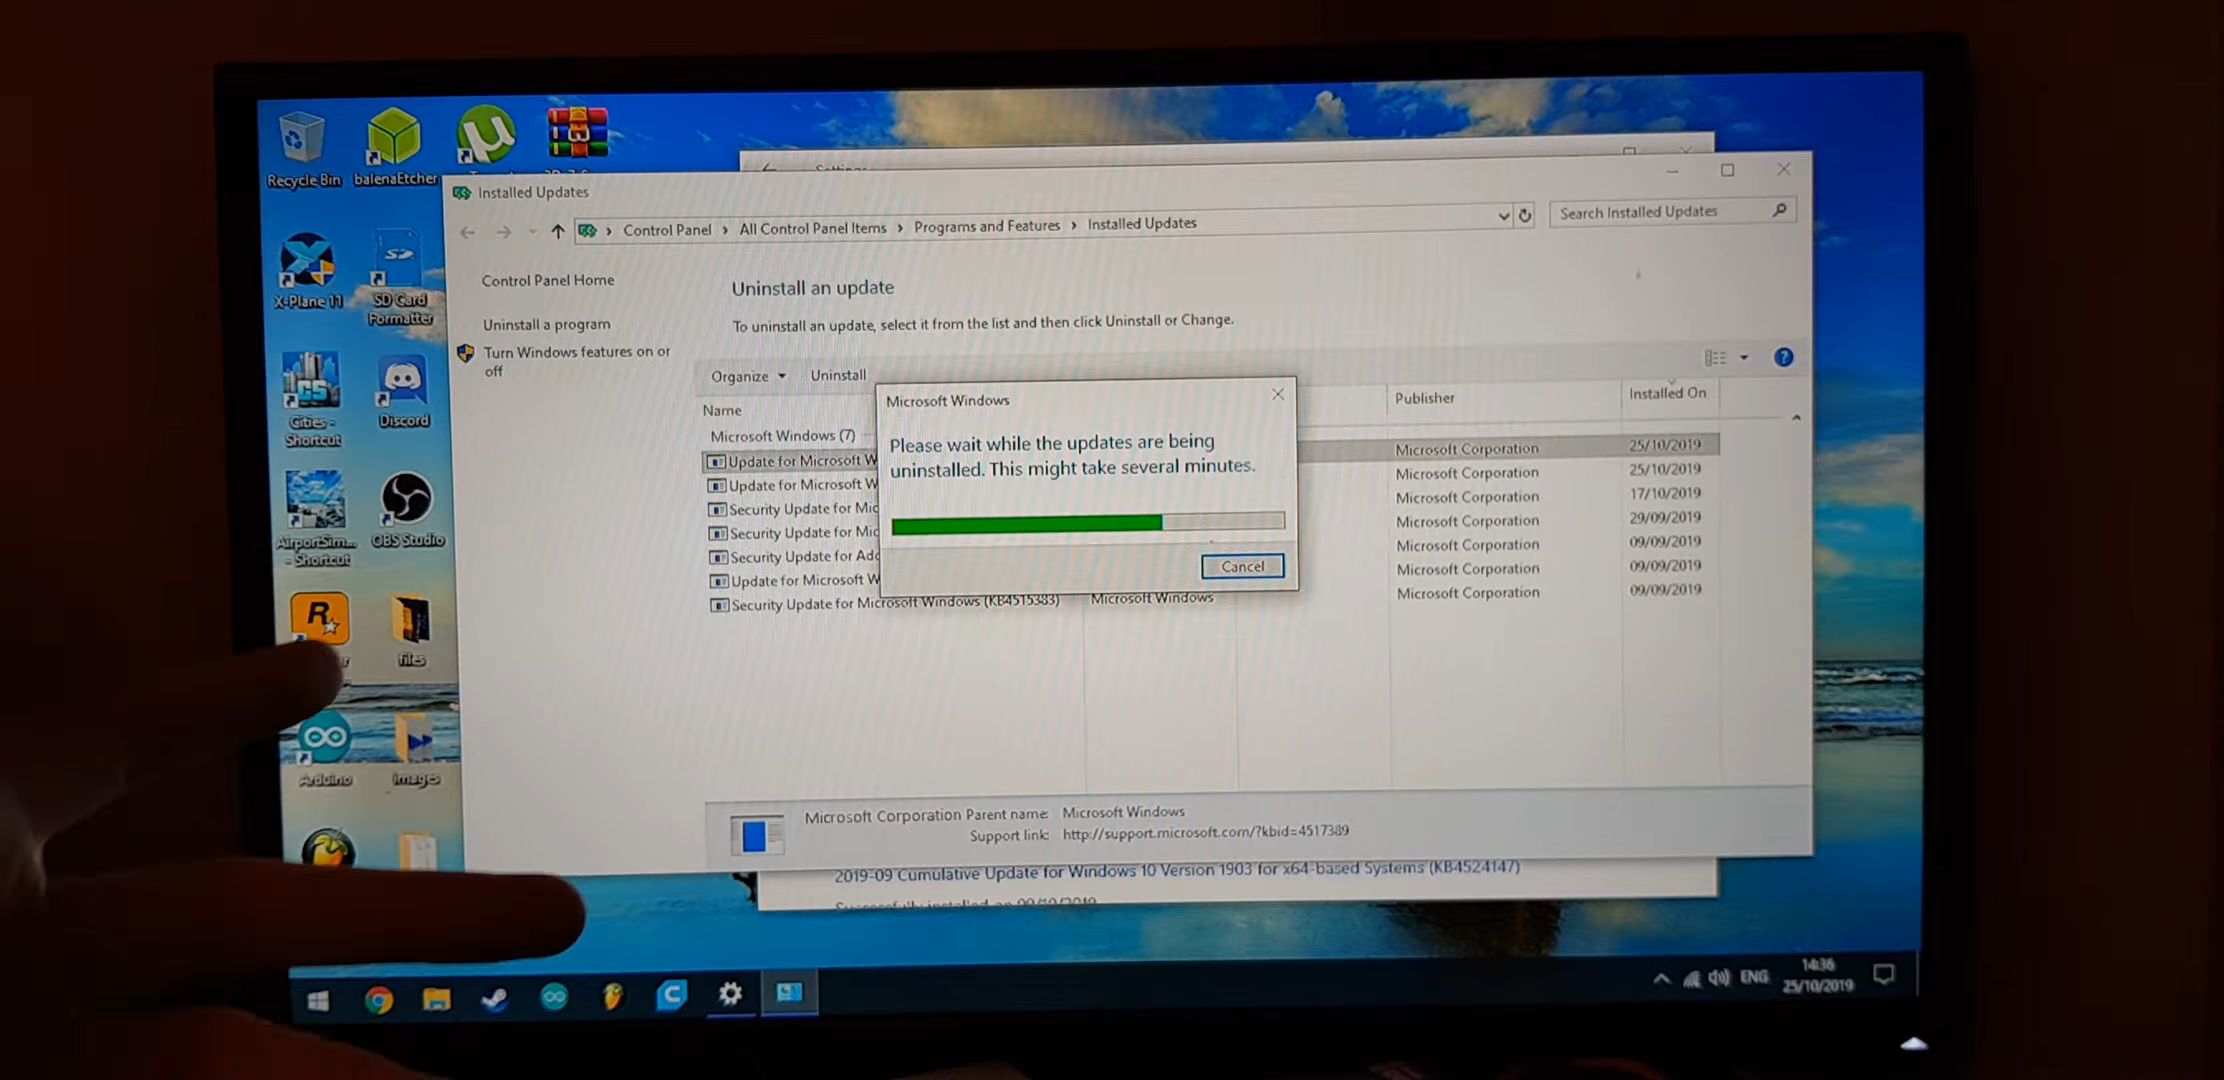 Recycle Bin
balenaEtcher
X-Plane 11
SD Card
Formatter
Cities -
Shortcut
Discord
AirportSim...
- Shortcut
OBS Studio
files
Arduino
images
Installed Updates
Control Panel › All Control Panel Items › Programs and Features › Installed Updates
Search Installed Updates
Control Panel Home
Uninstall a program
Turn Windows features on or
off
Uninstall an update
To uninstall an update, select it from the list and then click Uninstall or Change.
Organize
Uninstall
Name
Publisher
Installed On
Microsoft Windows (7)
Update for Microsoft W
Microsoft Corporation
25/10/2019
Update for Microsoft W
Microsoft Corporation
25/10/2019
Security Update for Mic
Microsoft Corporation
17/10/2019
Security Update for Mic
Microsoft Corporation
29/09/2019
Security Update for Ado
Microsoft Corporation
09/09/2019
Update for Microsoft W
Microsoft Corporation
09/09/2019
Security Update for Microsoft Windows (KB4515383)
Microsoft Windows
Microsoft Corporation
09/09/2019
Microsoft Windows
Please wait while the updates are being
uninstalled. This might take several minutes.
Cancel
Microsoft Corporation Parent name: Microsoft Windows
Support link: http://support.microsoft.com/?kbid=4517389
2019-09 Cumulative Update for Windows 10 Version 1903 for x64-based Systems (KB4524147)
ENG
14:36
25/10/2019